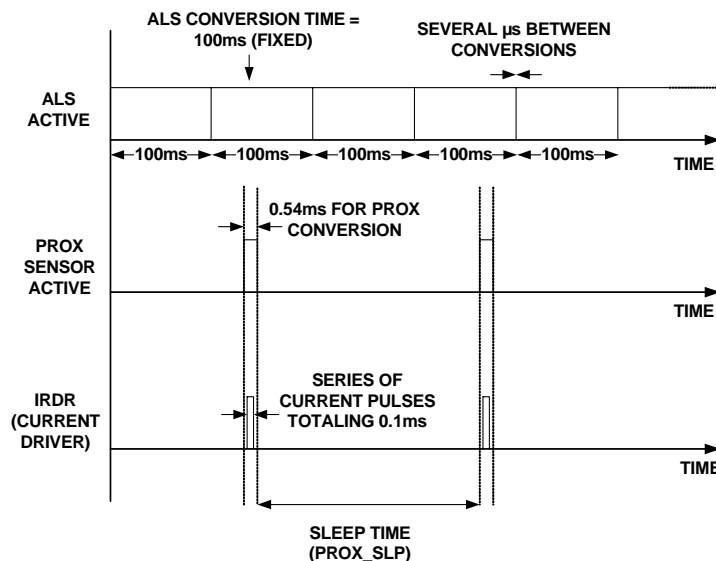 ALS CONVERSION TIME =
100ms (FIXED)
SEVERAL µs BETWEEN
CONVERSIONS
ALS
ACTIVE
100ms
100ms
100ms
100ms
100ms
TIME
0.54ms FOR PROX
CONVERSION
PROX
SENSOR
ACTIVE
TIME
SERIES OF
CURRENT PULSES
TOTALING 0.1ms
IRDR
(CURRENT
DRIVER)
TIME
SLEEP TIME
(PROX_SLP)